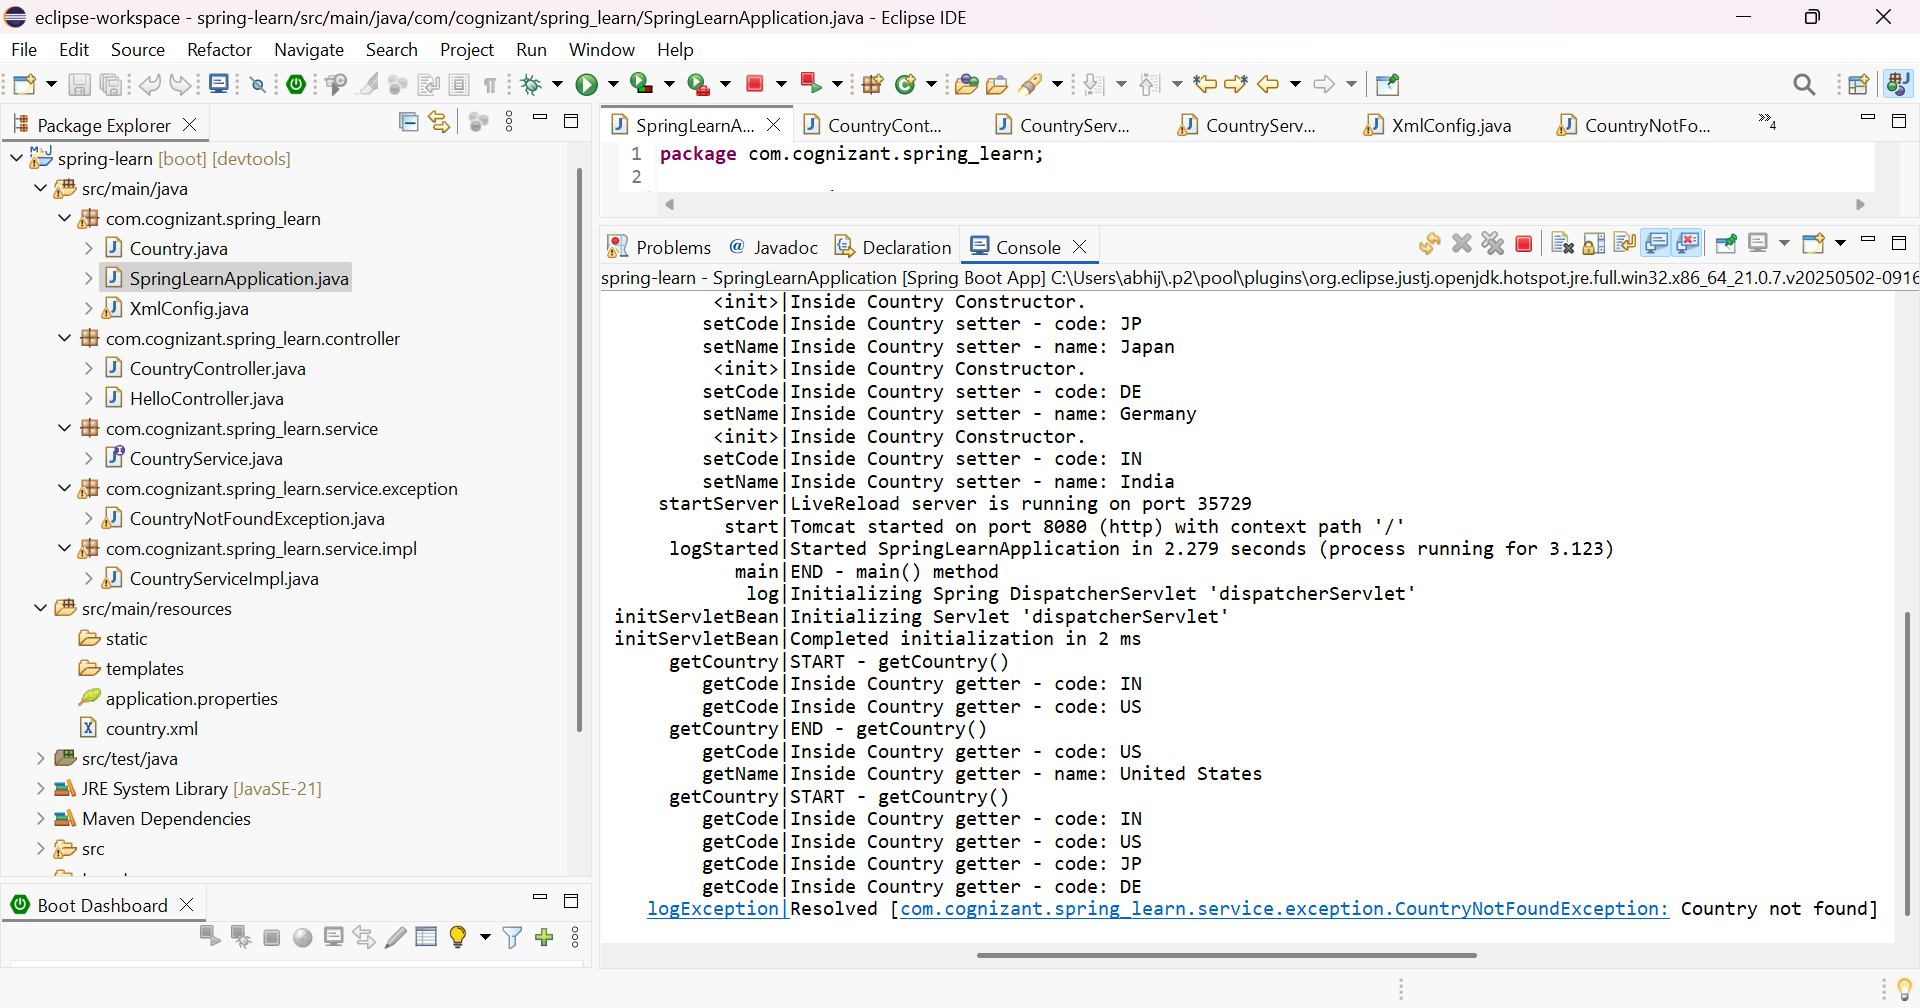 eclipse-workspace - spring-learn/src/main/java/com/cognizant/spring_learn/SpringLearnApplication.java - Eclipse IDE
File Edit Source Refactor Navigate Search Project Run Window Help
Package Explorer
spring-learn [boot] [devtools]
src/main/java
com.cognizant.spring_learn
Country.java
SpringLearnApplication.java
XmlConfig.java
com.cognizant.spring_learn.controller
CountryController.java
HelloController.java
com.cognizant.spring_learn.service
CountryService.java
com.cognizant.spring_learn.service.exception
CountryNotFoundException.java
com.cognizant.spring_learn.service.impl
CountryServiceImpl.java
src/main/resources
static
templates
application.properties
country.xml
src/test/java
JRE System Library [JavaSE-21]
Maven Dependencies
src
Boot Dashboard
SpringLearnA... CountryCont... CountryServ... CountryServ... XmlConfig.java CountryNotFo... »4
1 package com.cognizant.spring_learn;
2
Problems Javadoc Declaration Console
spring-learn - SpringLearnApplication [Spring Boot App] C:\Users\abhij\.p2\pool\plugins\org.eclipse.justj.openjdk.hotspot.jre.full.win32.x86_64_21.0.7.v20250502-0916
<init>|Inside Country Constructor.
setCode|Inside Country setter - code: JP
setName|Inside Country setter - name: Japan
<init>|Inside Country Constructor.
setCode|Inside Country setter - code: DE
setName|Inside Country setter - name: Germany
<init>|Inside Country Constructor.
setCode|Inside Country setter - code: IN
setName|Inside Country setter - name: India
startServer|LiveReload server is running on port 35729
start|Tomcat started on port 8080 (http) with context path '/'
logStarted|Started SpringLearnApplication in 2.279 seconds (process running for 3.123)
main|END - main() method
log|Initializing Spring DispatcherServlet 'dispatcherServlet'
initServletBean|Initializing Servlet 'dispatcherServlet'
initServletBean|Completed initialization in 2 ms
getCountry|START - getCountry()
getCode|Inside Country getter - code: IN
getCode|Inside Country getter - code: US
getCountry|END - getCountry()
getCode|Inside Country getter - code: US
getName|Inside Country getter - name: United States
getCountry|START - getCountry()
getCode|Inside Country getter - code: IN
getCode|Inside Country getter - code: US
getCode|Inside Country getter - code: JP
getCode|Inside Country getter - code: DE
logException|Resolved [com.cognizant.spring_learn.service.exception.CountryNotFoundException: Country not found]